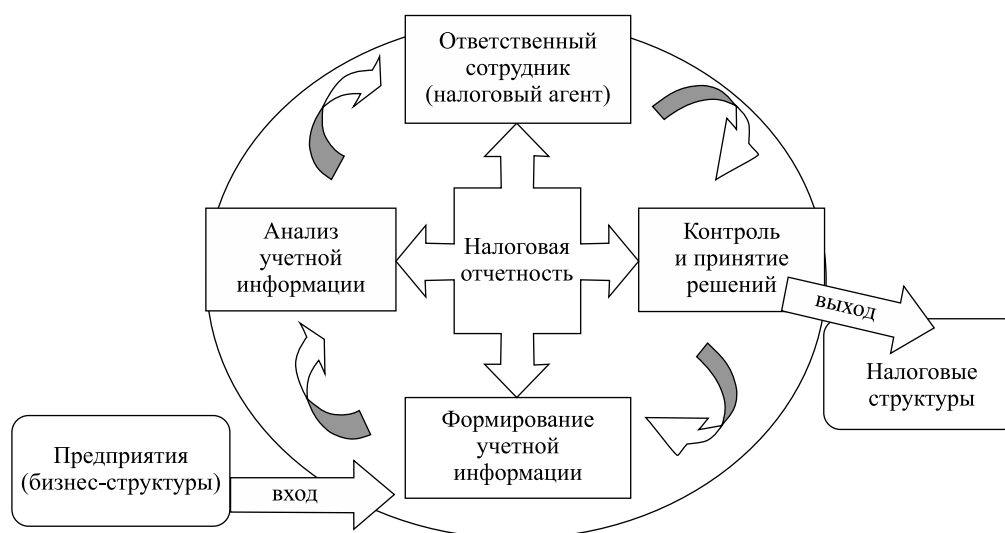 Ответственный
сотрудник
(налоговый агент)
Анализ
учетной
информации
Налоговая
отчетность
Контроль
и принятие
решений
выход
Налоговые
структуры
Формирование
учетной
информации
Предприятия
(бизнес-структуры)
вход